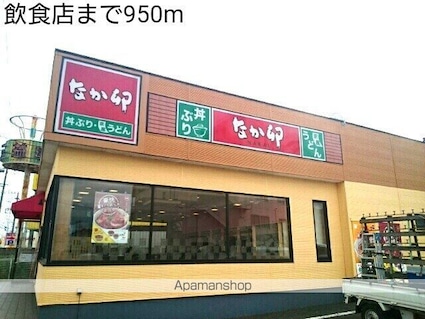 飲食店まで950m
なか卯
丼ぶり・京うどん
丼ぶり
なか卯
京うどん
Apamanshop